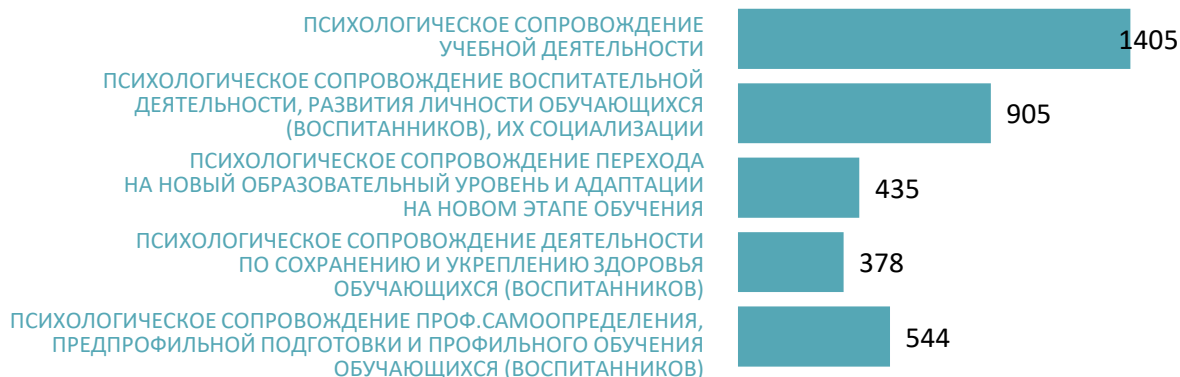 ПСИХОЛОГИЧЕСКОЕ СОПРОВОЖДЕНИЕ
УЧЕБНОЙ ДЕЯТЕЛЬНОСТИ
1405
ПСИХОЛОГИЧЕСКОЕ СОПРОВОЖДЕНИЕ ВОСПИТАТЕЛЬНОЙ
ДЕЯТЕЛЬНОСТИ, РАЗВИТИЯ ЛИЧНОСТИ ОБУЧАЮЩИХСЯ
(ВОСПИТАННИКОВ), ИХ СОЦИАЛИЗАЦИИ
905
ПСИХОЛОГИЧЕСКОЕ СОПРОВОЖДЕНИЕ ПЕРЕХОДА
НА НОВЫЙ ОБРАЗОВАТЕЛЬНЫЙ УРОВЕНЬ И АДАПТАЦИИ
НА НОВОМ ЭТАПЕ ОБУЧЕНИЯ
435
ПСИХОЛОГИЧЕСКОЕ СОПРОВОЖДЕНИЕ ДЕЯТЕЛЬНОСТИ
ПО СОХРАНЕНИЮ И УКРЕПЛЕНИЮ ЗДОРОВЬЯ
ОБУЧАЮЩИХСЯ (ВОСПИТАННИКОВ)
378
ПСИХОЛОГИЧЕСКОЕ СОПРОВОЖДЕНИЕ ПРОФ.САМООПРЕДЕЛЕНИЯ,
ПРЕДПРОФИЛЬНОЙ ПОДГОТОВКИ И ПРОФИЛЬНОГО ОБУЧЕНИЯ
ОБУЧАЮЩИХСЯ (ВОСПИТАННИКОВ)
544